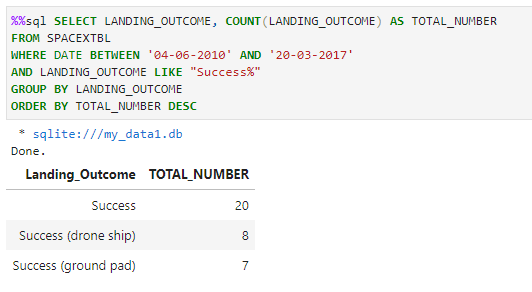 %%sql SELECT LANDING_OUTCOME, COUNT(LANDING_OUTCOME) AS TOTAL_NUMBER
FROM SPACEXTBL
WHERE DATE BETWEEN '04-06-2010' AND '20-03-2017'
AND LANDING_OUTCOME LIKE "Success%"
GROUP BY LANDING_OUTCOME
ORDER BY TOTAL_NUMBER DESC
* sqlite:///my_data1.db
Done.
Landing_Outcome TOTAL_NUMBER
Success 20
Success (drone ship) 8
Success (ground pad) 7